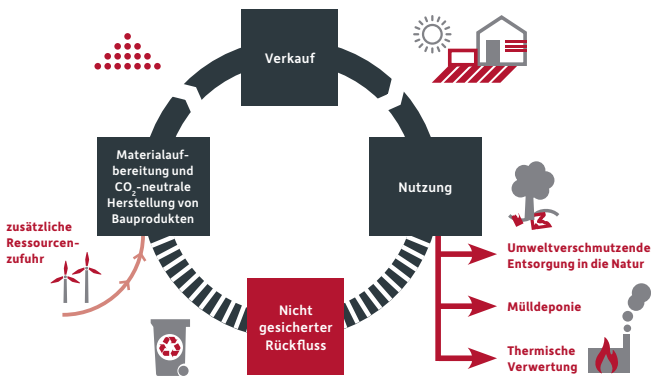 Verkauf
Materialauf-
bereitung und
CO₂-neutrale
Herstellung von
Bauprodukten
Nutzung
zusätzliche
Ressourcen-
zufuhr
Umweltverschmutzende
Entsorgung in die Natur
Nicht
gesicherter
Rückfluss
Mülldeponie
Thermische
Verwertung